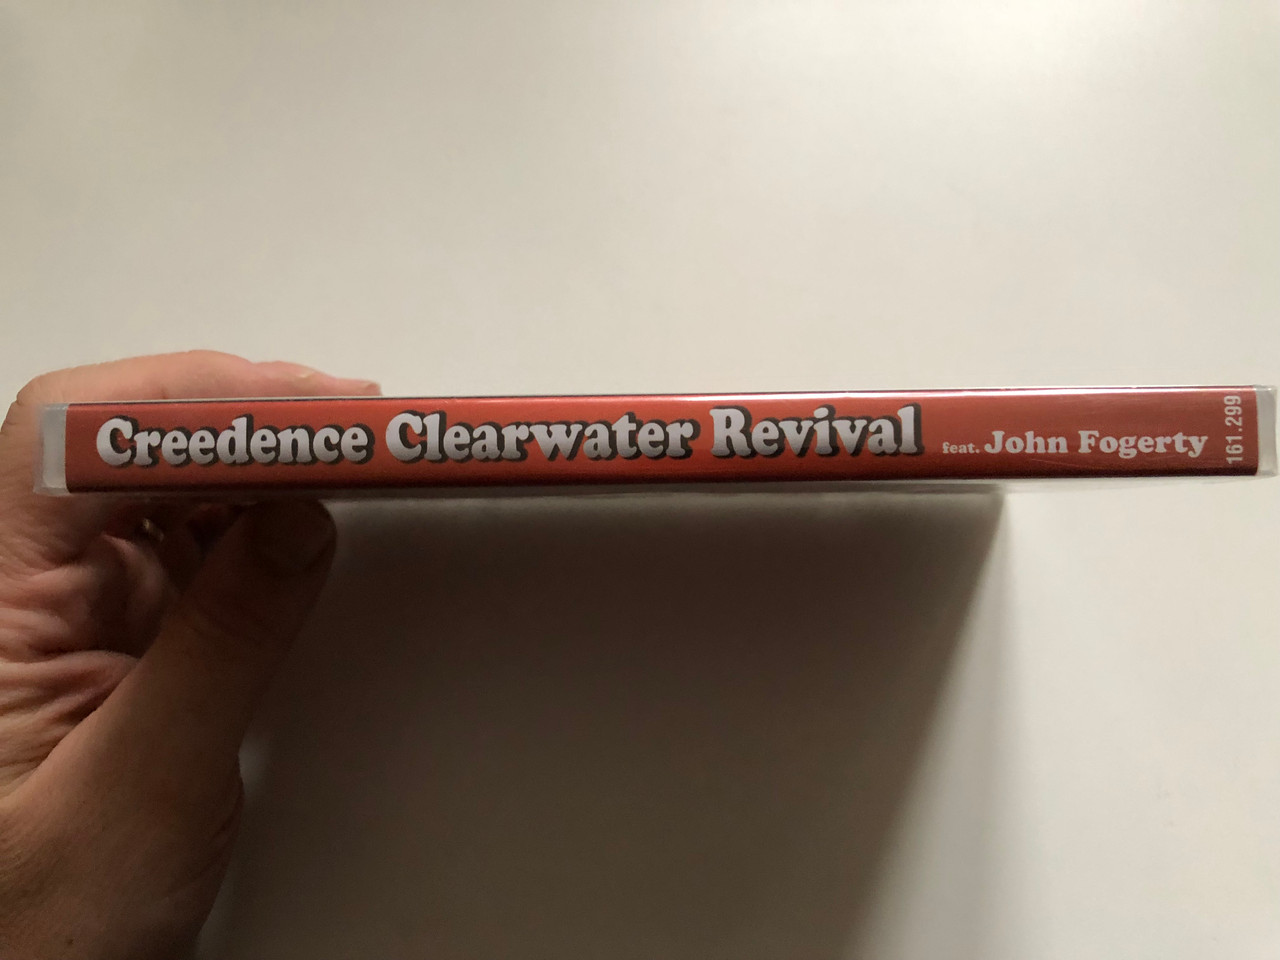 Creedence Clearwater Revival feat. John Fogerty
161.299